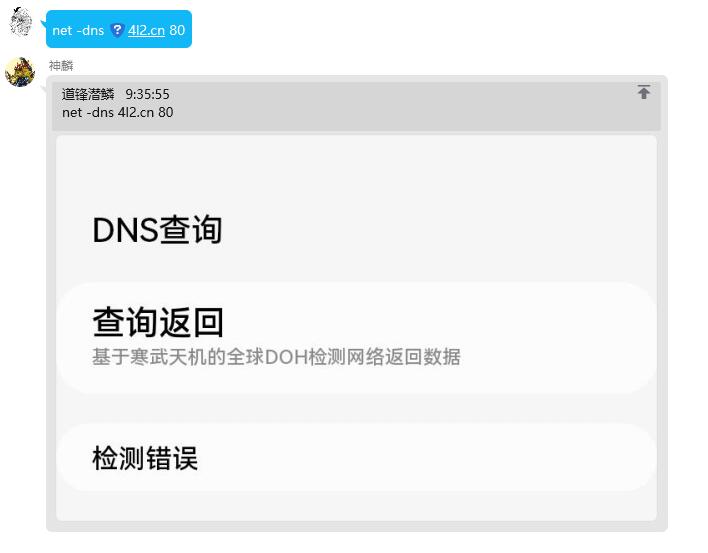 net -dns 4l2.cn 80
神麟
道锋潜鳞 9:35:55
net -dns 4l2.cn 80
DNS查询
查询返回
基于寒武天机的全球DOH检测网络返回数据
检测错误